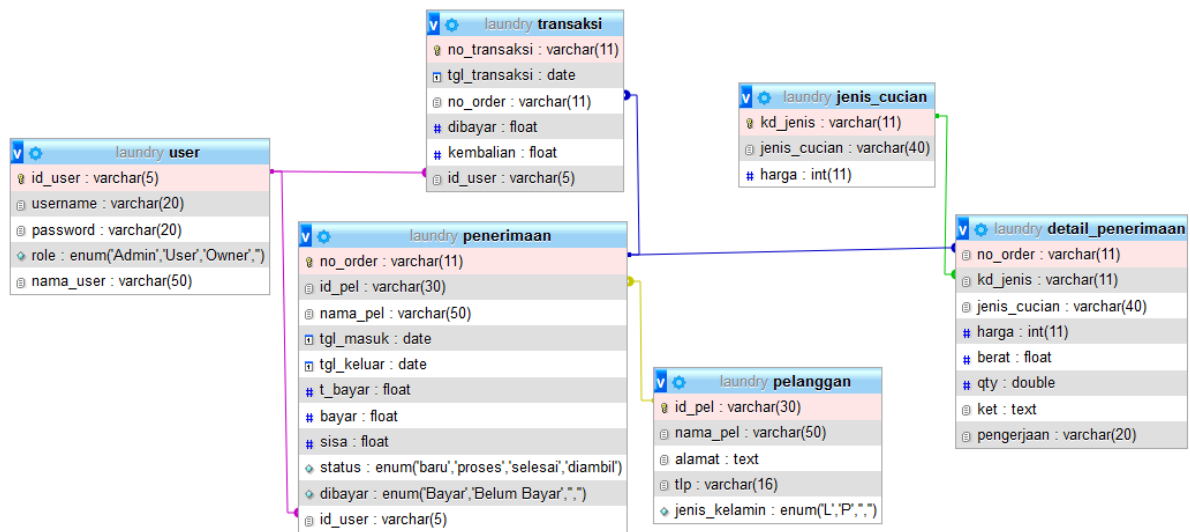 laundry transaksi
no_transaksi : varchar(11)
tgl_transaksi : date
no_order : varchar(11)
dibayar : float
kembalian : float
id_user : varchar(5)
laundry jenis_cucian
kd_jenis : varchar(11)
jenis_cucian : varchar(40)
harga : int(11)
laundry user
id_user : varchar(5)
username : varchar(20)
password : varchar(20)
role : enum('Admin','User','Owner','')
nama_user : varchar(50)
laundry penerimaan
no_order : varchar(11)
id_pel : varchar(30)
nama_pel : varchar(50)
tgl_masuk : date
tgl_keluar : date
t_bayar : float
bayar : float
sisa : float
status : enum('baru','proses','selesai','diambil')
dibayar : enum('Bayar','Belum Bayar','','')
id_user : varchar(5)
laundry detail_penerimaan
no_order : varchar(11)
kd_jenis : varchar(11)
jenis_cucian : varchar(40)
harga : int(11)
berat : float
qty : double
ket : text
pengerjaan : varchar(20)
laundry pelanggan
id_pel : varchar(30)
nama_pel : varchar(50)
alamat : text
tlp : varchar(16)
jenis_kelamin : enum('L','P','','')